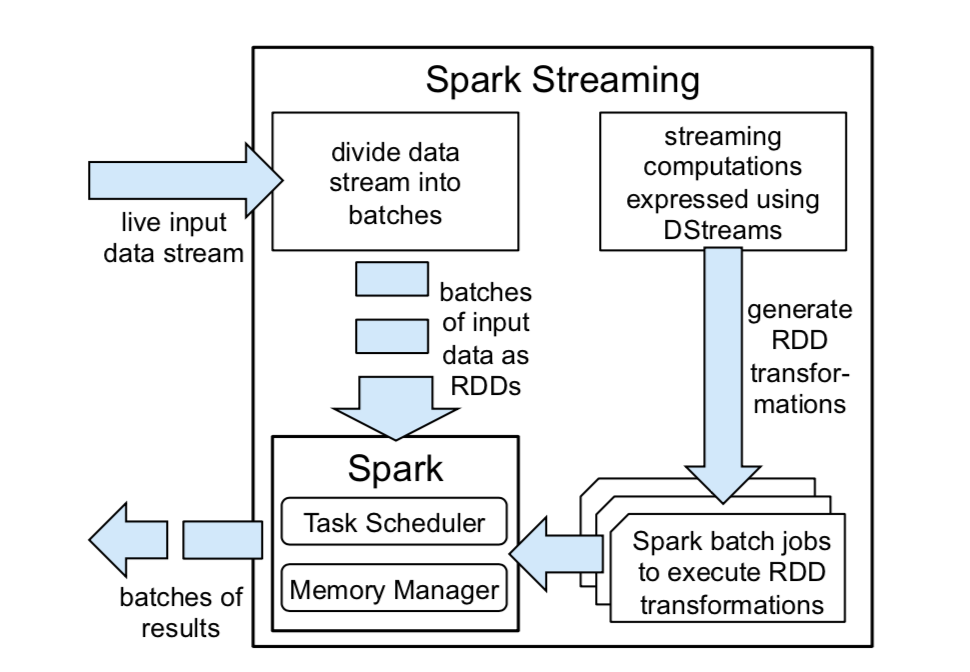 Spark Streaming
divide data
stream into
batches
streaming
computations
expressed using
DStreams
live input
data stream
batches
of input
data as
RDDs
generate
RDD
transfor-
mations
Spark
Task Scheduler
Memory Manager
Spark batch jobs
to execute RDD
transformations
batches of
results